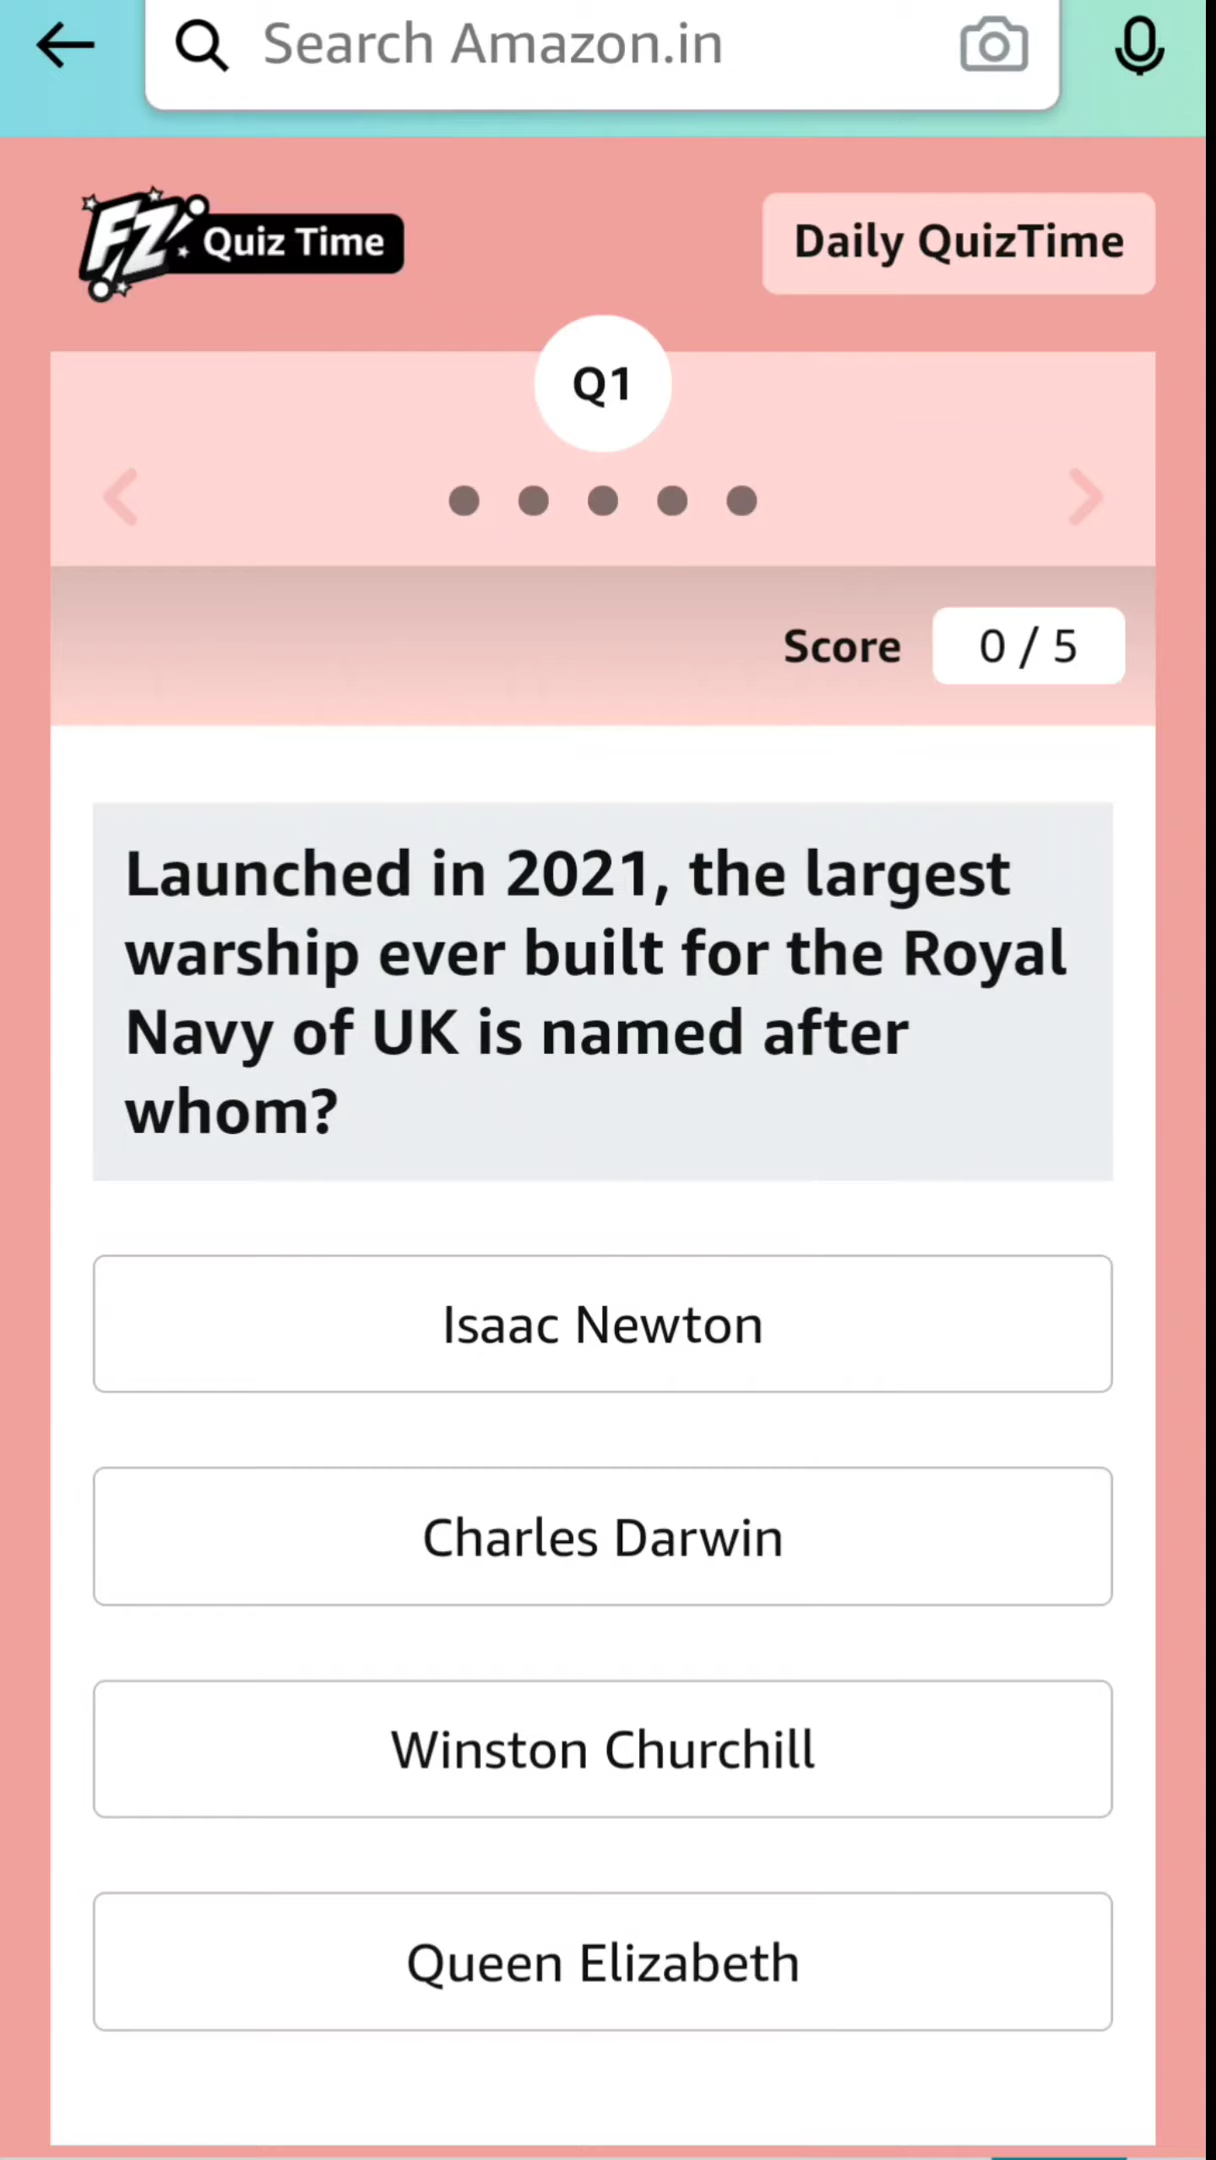 Search Amazon.in
FZ Quiz Time
Daily QuizTime
Q1
Score 0 / 5
Launched in 2021, the largest
warship ever built for the Royal
Navy of UK is named after
whom?
Isaac Newton
Charles Darwin
Winston Churchill
Queen Elizabeth